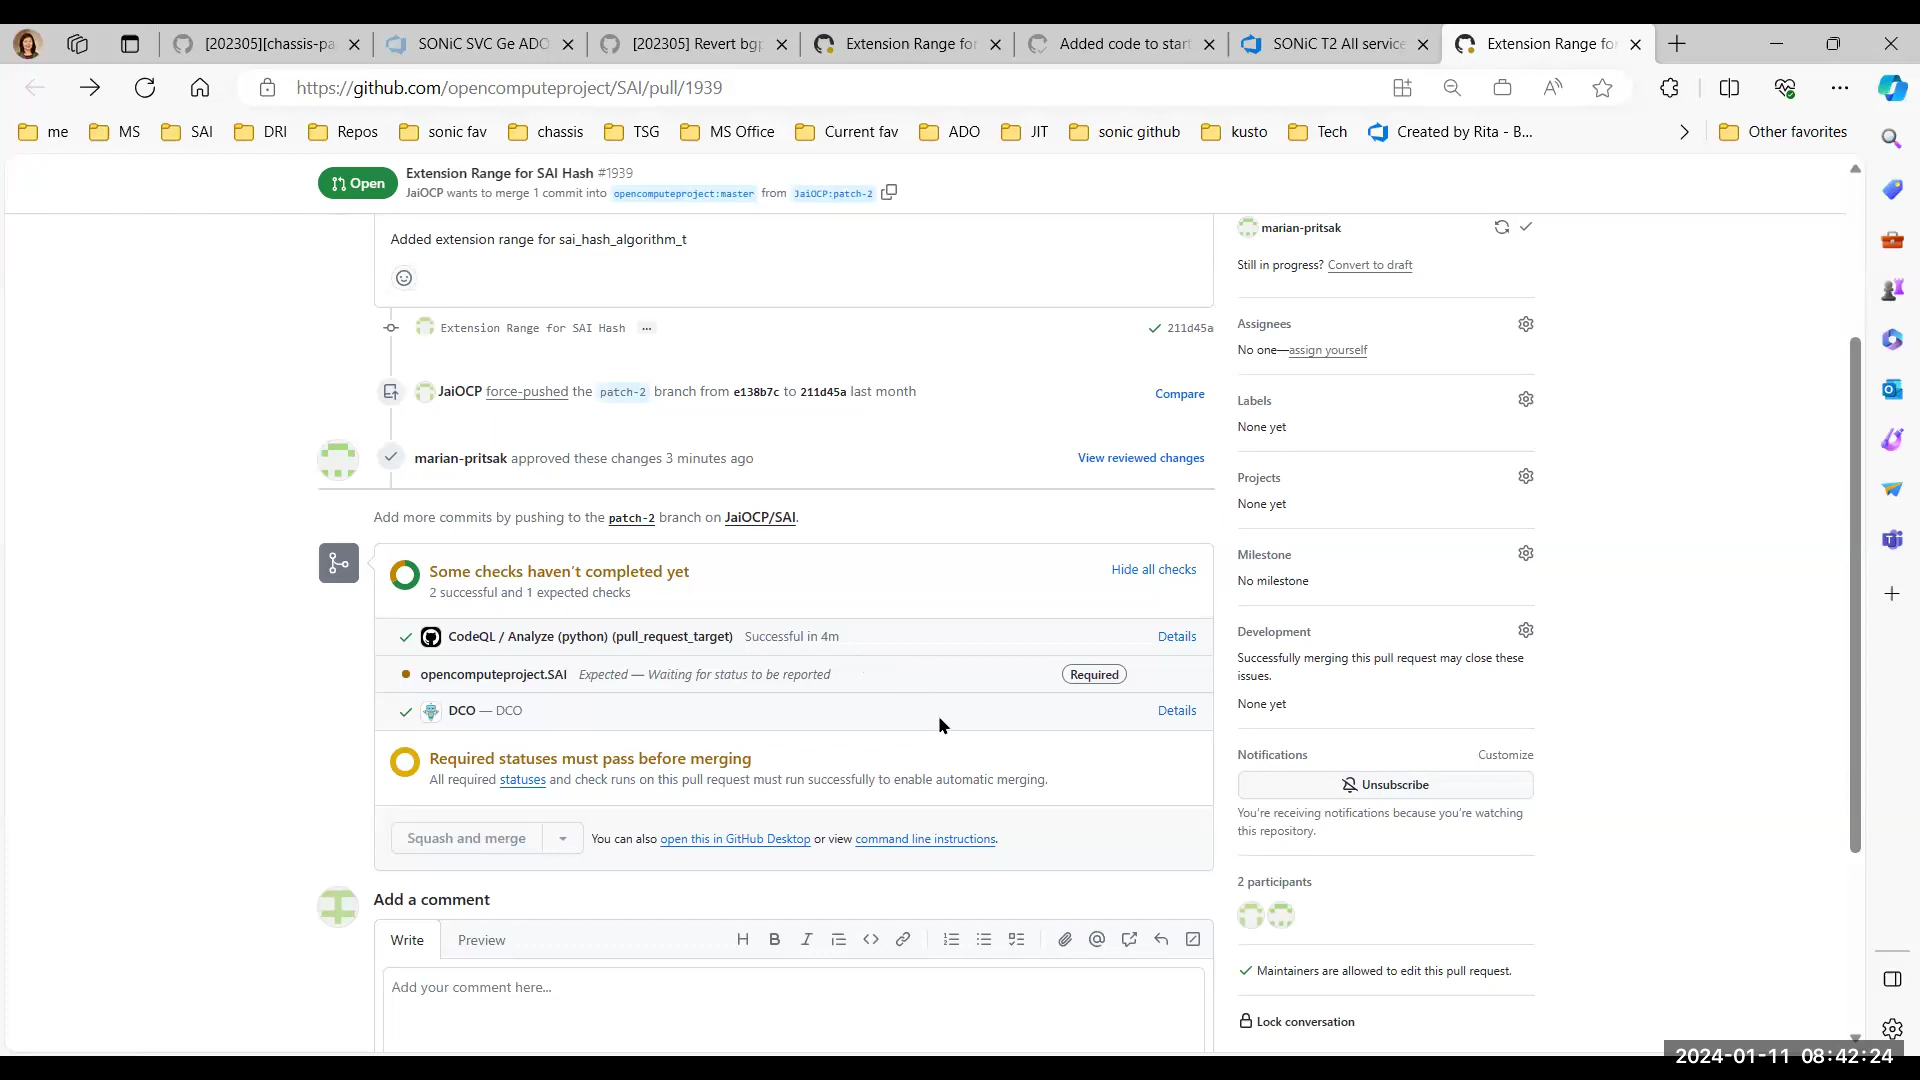 [202305][chassis-pa
SONiC SVC Ge ADO
[202305] Revert bgp
Extension Range for
Added code to start
SONiC T2 All service
Extension Range fo
https://github.com/opencomputeproject/SAI/pull/1939
me
MS
SAI
DRI
Repos
sonic fav
chassis
TSG
MS Office
Current fav
ADO
JIT
sonic github
kusto
Tech
Created by Rita - B...
Other favorites
Open
Extension Range for SAI Hash #1939
JaiOCP wants to merge 1 commit into opencomputeproject:master from JaiOCP:patch-2
Added extension range for sai_hash_algorithm_t
Extension Range for SAI Hash ...
211d45a
JaiOCP force-pushed the patch-2 branch from e138b7c to 211d45a last month
Compare
marian-pritsak approved these changes 3 minutes ago
View reviewed changes
Add more commits by pushing to the patch-2 branch on JaiOCP/SAI.
Some checks haven't completed yet
2 successful and 1 expected checks
Hide all checks
CodeQL / Analyze (python) (pull_request_target) Successful in 4m
Details
opencomputeproject.SAI Expected — Waiting for status to be reported
Required
DCO — DCO
Details
Required statuses must pass before merging
All required statuses and check runs on this pull request must run successfully to enable automatic merging.
Squash and merge
You can also open this in GitHub Desktop or view command line instructions.
Add a comment
Write
Preview
Add your comment here...
marian-pritsak
Still in progress? Convert to draft
Assignees
No one—assign yourself
Labels
None yet
Projects
None yet
Milestone
No milestone
Development
Successfully merging this pull request may close these
issues.
None yet
Notifications
Customize
Unsubscribe
You're receiving notifications because you're watching
this repository.
2 participants
Maintainers are allowed to edit this pull request.
Lock conversation
2024-01-11 08:42:24